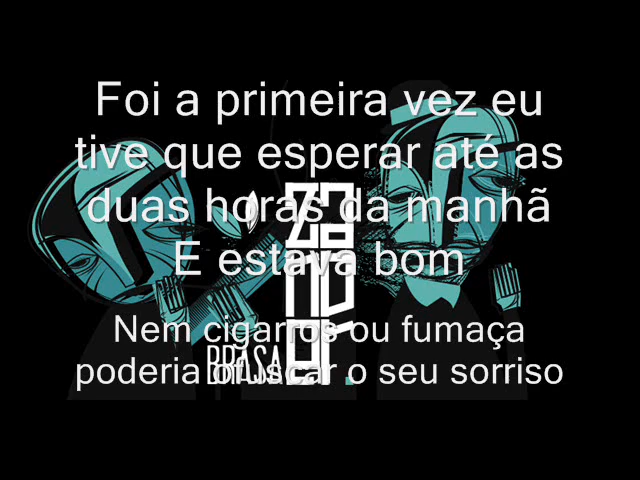 Foi a primeira vez eu
tive que esperar até as
duas horas da manhã
E estava bom
Nem cigarros ou fumaça
poderia ofuscar o seu sorriso
BRASA